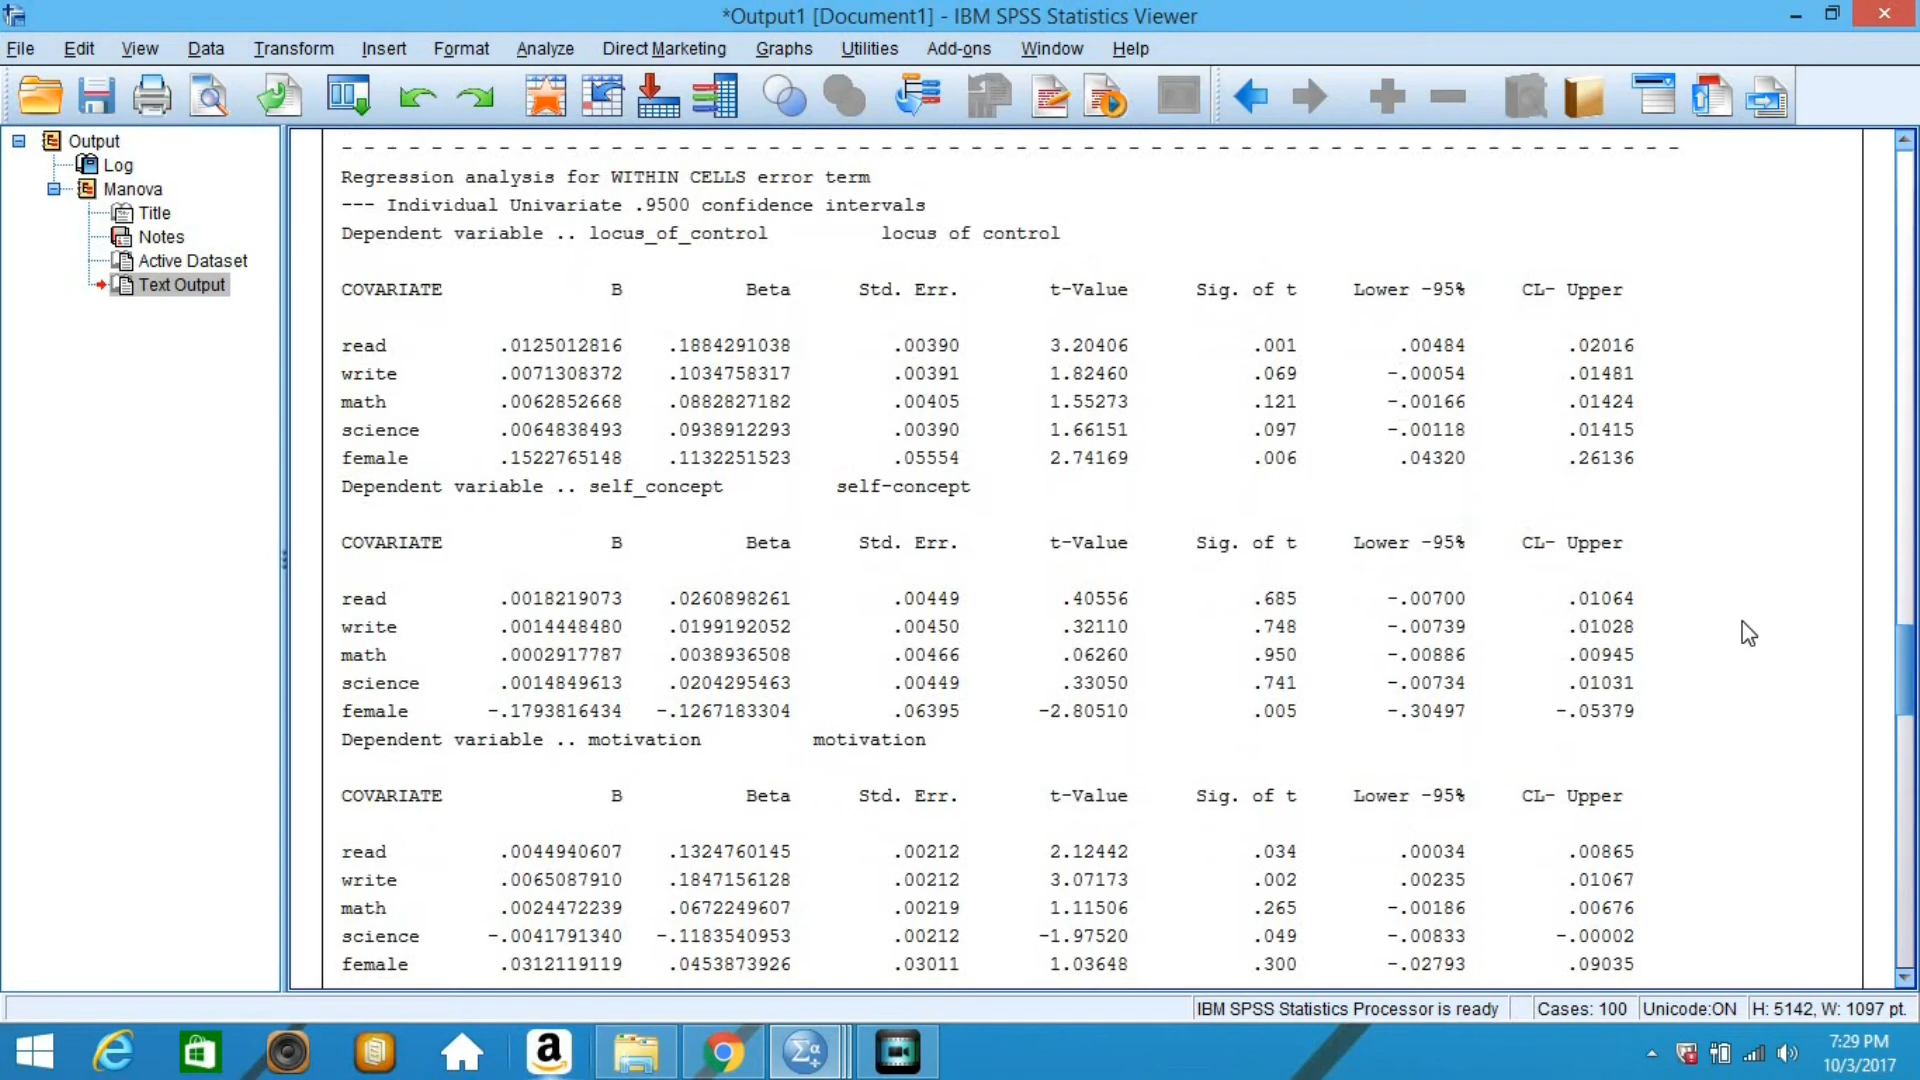 *Output1 [Document1] - IBM SPSS Statistics Viewer
File Edit View Data Transform Insert Format Analyze Direct Marketing Graphs Utilities Add-ons Window Help
Output
Log
Manova
Title
Notes
Active Dataset
Text Output
- - - - - - - - - - - - - - - - - - - - - - - - - - - - - - - - - - - - - - - - - - - - - - - - - - - - - - - - - - - -
Regression analysis for WITHIN CELLS error term
--- Individual Univariate .9500 confidence intervals
Dependent variable .. locus_of_control locus of control
COVARIATE B Beta Std. Err. t-Value Sig. of t Lower -95% CL- Upper
read .0125012816 .1884291038 .00390 3.20406 .001 .00484 .02016
write .0071308372 .1034758317 .00391 1.82460 .069 -.00054 .01481
math .0062852668 .0882827182 .00405 1.55273 .121 -.00166 .01424
science .0064838493 .0938912293 .00390 1.66151 .097 -.00118 .01415
female .1522765148 .1132251523 .05554 2.74169 .006 .04320 .26136
Dependent variable .. self_concept self-concept
COVARIATE B Beta Std. Err. t-Value Sig. of t Lower -95% CL- Upper
read .0018219073 .0260898261 .00449 .40556 .685 -.00700 .01064
write .0014448480 .0199192052 .00450 .32110 .748 -.00739 .01028
math .0002917787 .0038936508 .00466 .06260 .950 -.00886 .00945
science .0014849613 .0204295463 .00449 .33050 .741 -.00734 .01031
female -.1793816434 -.1267183304 .06395 -2.80510 .005 -.30497 -.05379
Dependent variable .. motivation motivation
COVARIATE B Beta Std. Err. t-Value Sig. of t Lower -95% CL- Upper
read .0044940607 .1324760145 .00212 2.12442 .034 .00034 .00865
write .0065087910 .1847156128 .00212 3.07173 .002 .00235 .01067
math .0024472239 .0672249607 .00219 1.11506 .265 -.00186 .00676
science -.0041791340 -.1183540953 .00212 -1.97520 .049 -.00833 -.00002
female .0312119119 .0453873926 .03011 1.03648 .300 -.02793 .09035
IBM SPSS Statistics Processor is ready Cases: 100 Unicode:ON H: 5142, W: 1097 pt.
7:29 PM
10/3/2017